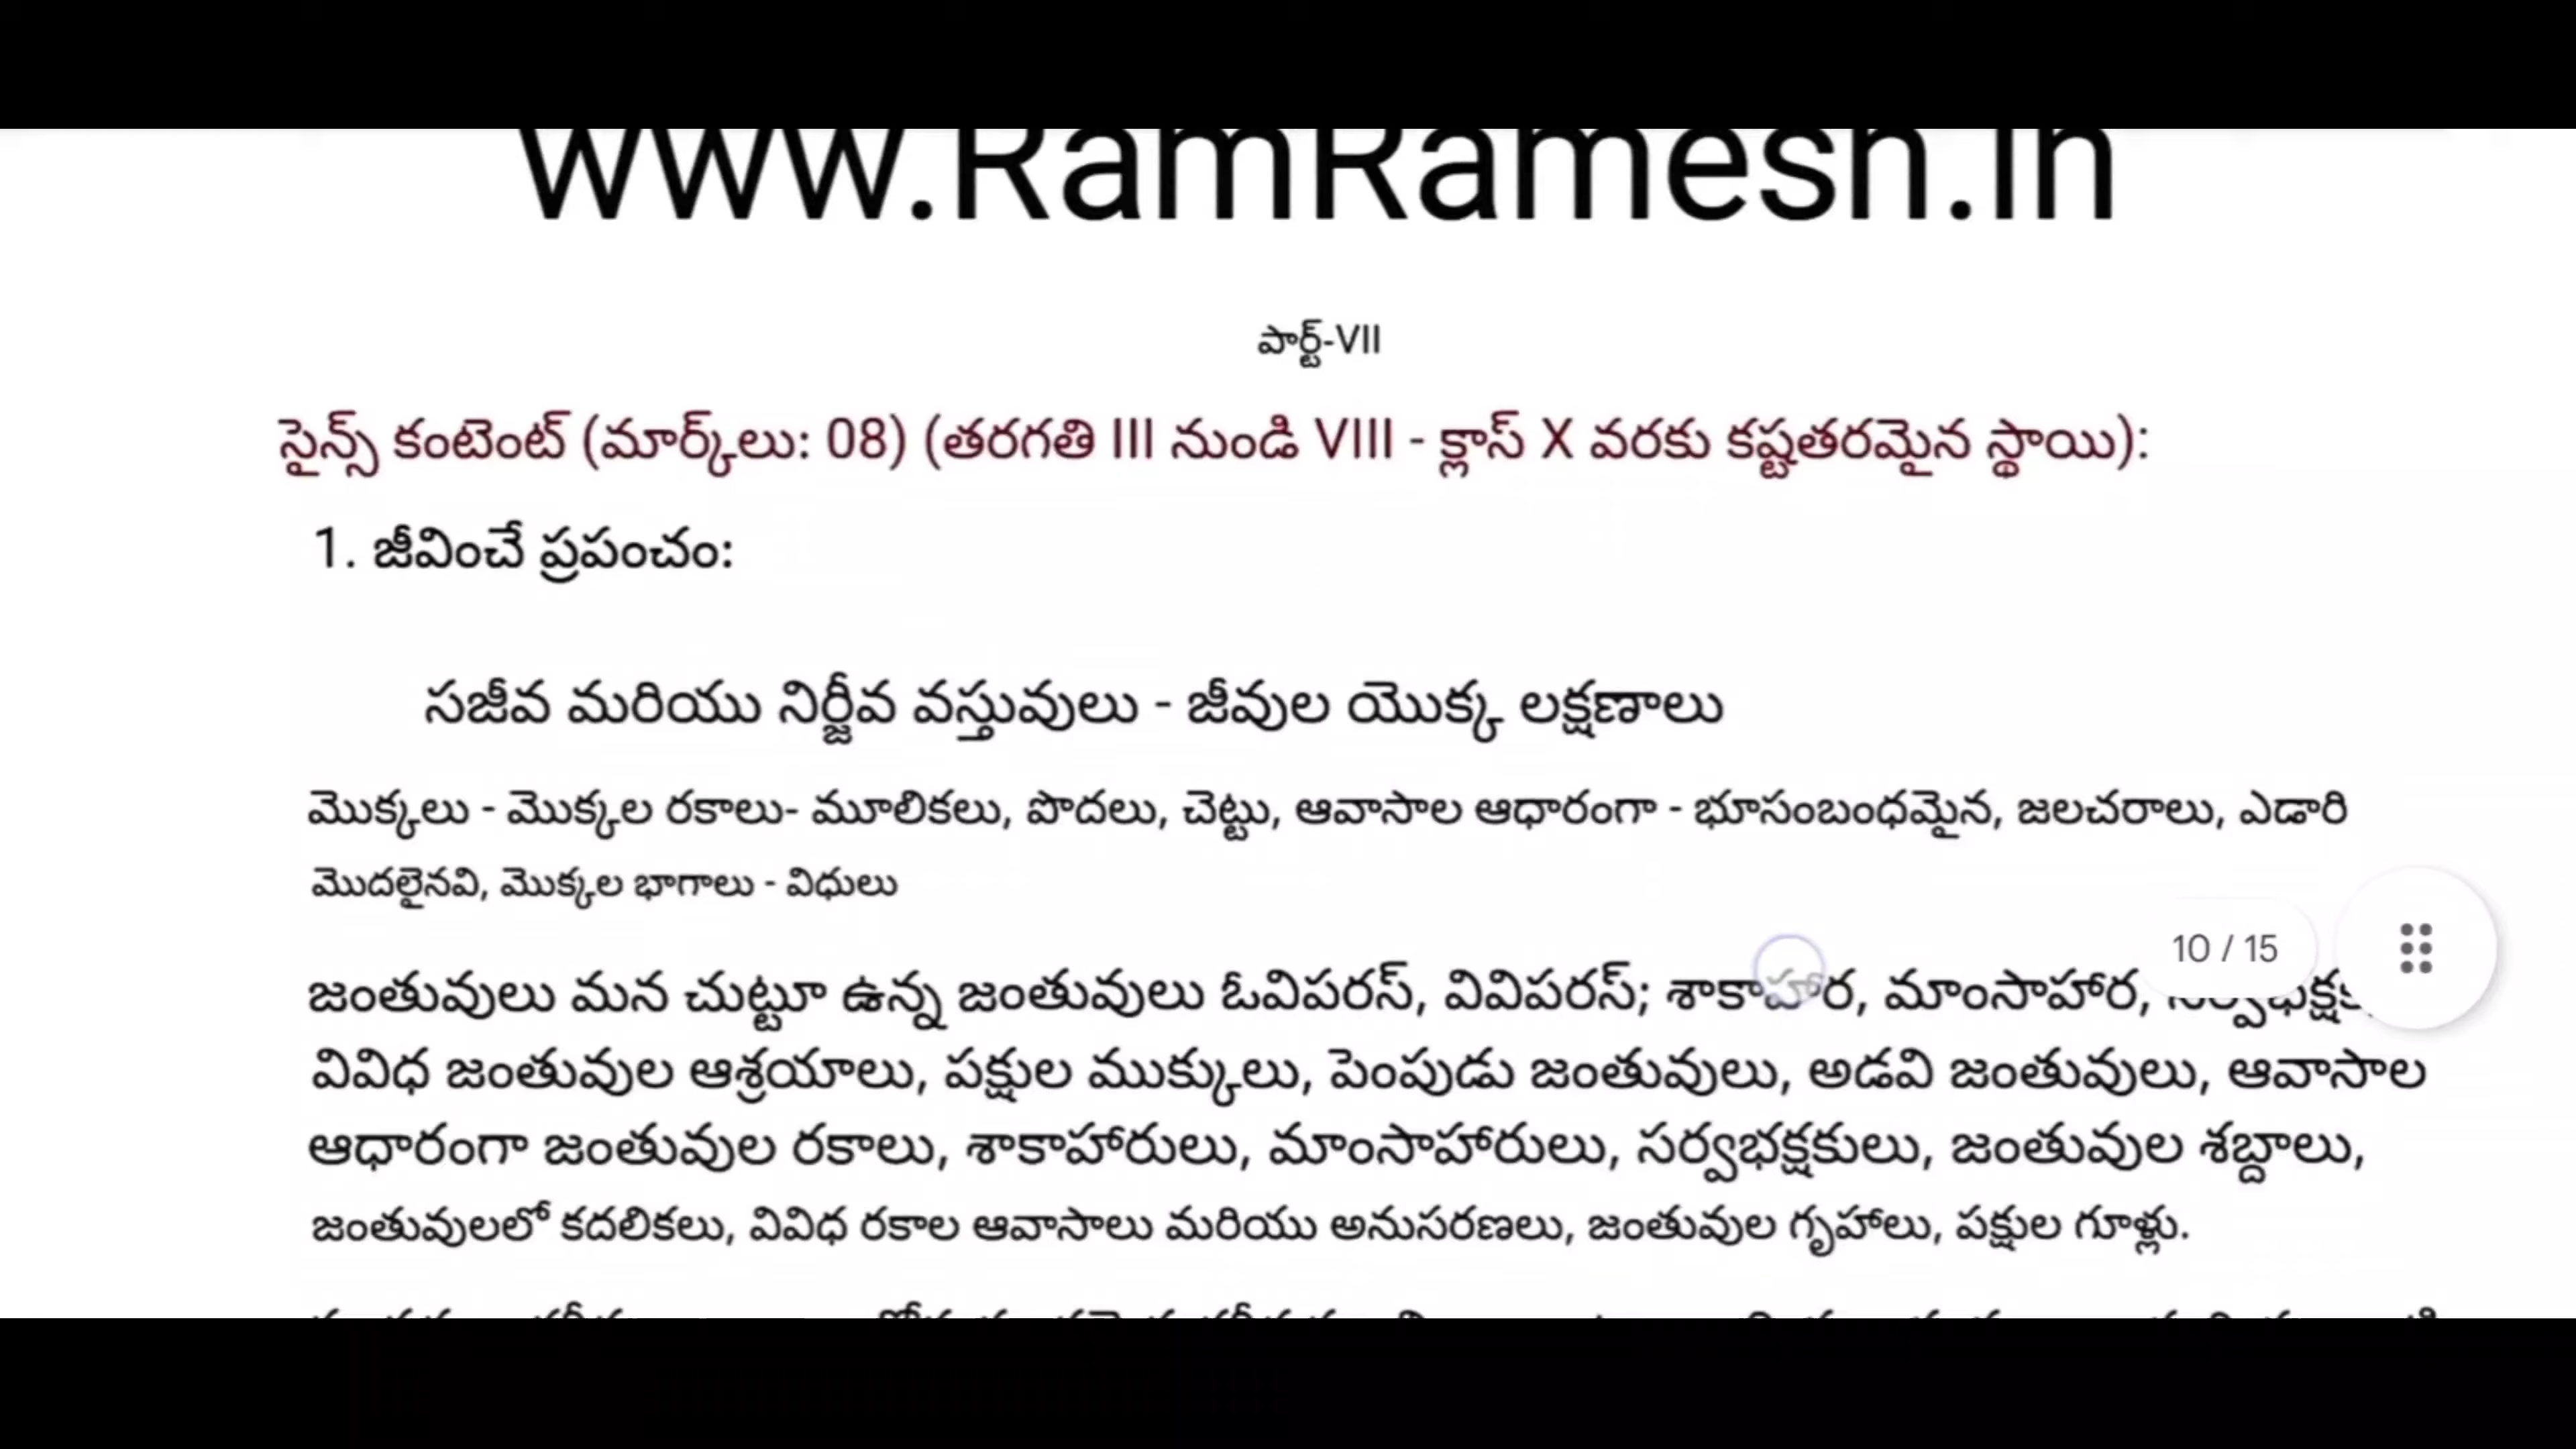 www.RamRamesh.in
పార్ట్-VII
సైన్స్ కంటెంట్ (మార్క్‌లు: 08) (తరగతి III నుండి VIII - క్లాస్ X వరకు కష్టతరమైన స్థాయి):
1. జీవించే ప్రపంచం:
సజీవ మరియు నిర్జీవ వస్తువులు - జీవుల యొక్క లక్షణాలు
మొక్కలు - మొక్కల రకాలు- మూలికలు, పొదలు, చెట్టు, ఆవాసాల ఆధారంగా - భూసంబంధమైన, జలచరాలు, ఎడారి
మొదలైనవి, మొక్కల భాగాలు - విధులు
10 / 15
జంతువులు మన చుట్టూ ఉన్న జంతువులు ఓవిపరస్, వివిపరస్; శాకాహార, మాంసాహార,
వివిధ జంతువుల ఆశ్రయాలు, పక్షుల ముక్కులు, పెంపుడు జంతువులు, అడవి జంతువులు, ఆవాసాల
ఆధారంగా జంతువుల రకాలు, శాకాహారులు, మాంసాహారులు, సర్వభక్షకులు, జంతువుల శబ్దాలు,
జంతువులలో కదలికలు, వివిధ రకాల ఆవాసాలు మరియు అనుసరణలు, జంతువుల గృహాలు, పక్షుల గూళ్లు.